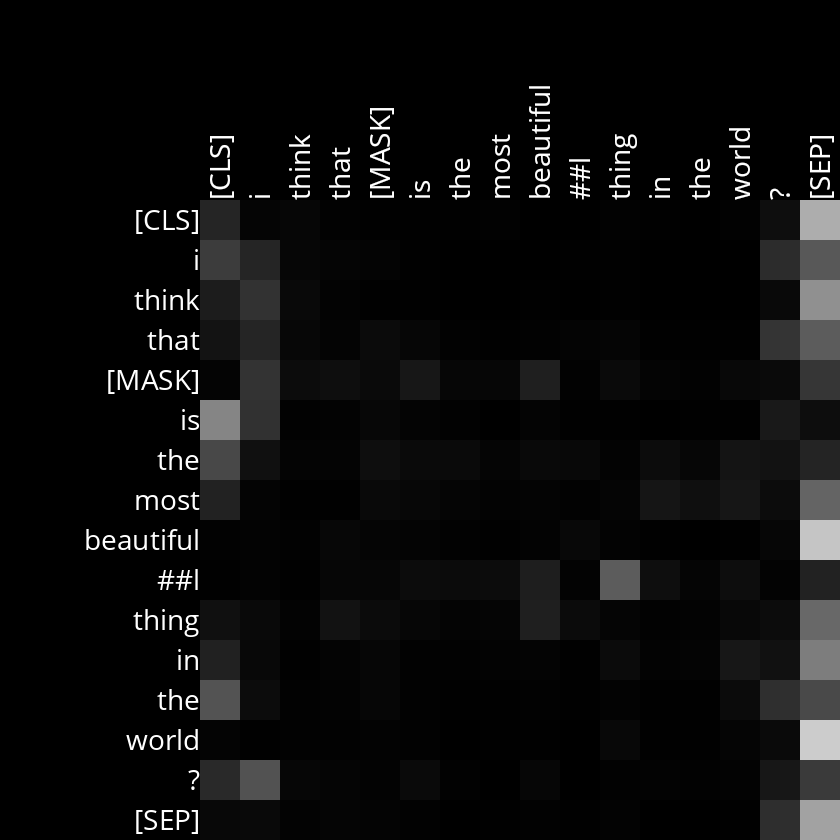 [CLS] i think that [MASK] is the most beautiful ##l thing in the world ? [SEP]
[CLS]
i
think
that
[MASK]
is
the
most
beautiful
##l
thing
in
the
world
?
[SEP]